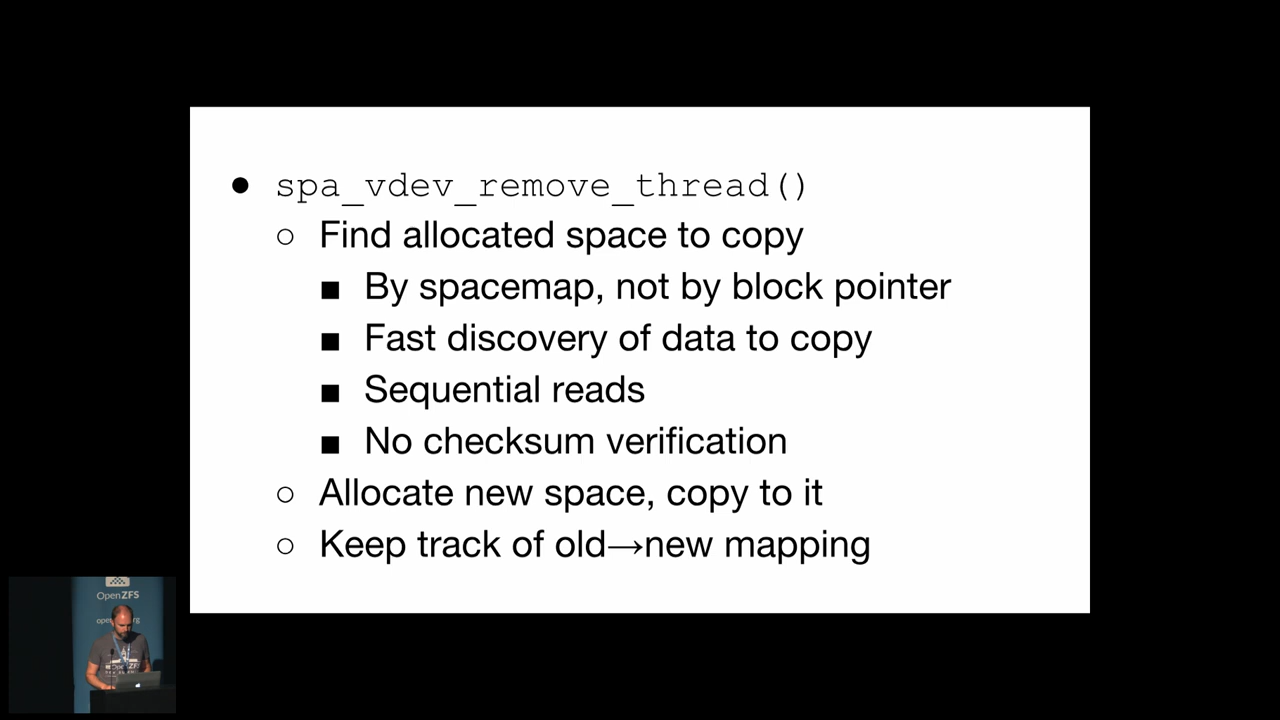 ● spa_vdev_remove_thread()
○ Find allocated space to copy
■ By spacemap, not by block pointer
■ Fast discovery of data to copy
■ Sequential reads
■ No checksum verification
○ Allocate new space, copy to it
○ Keep track of old→new mapping
OpenZFS